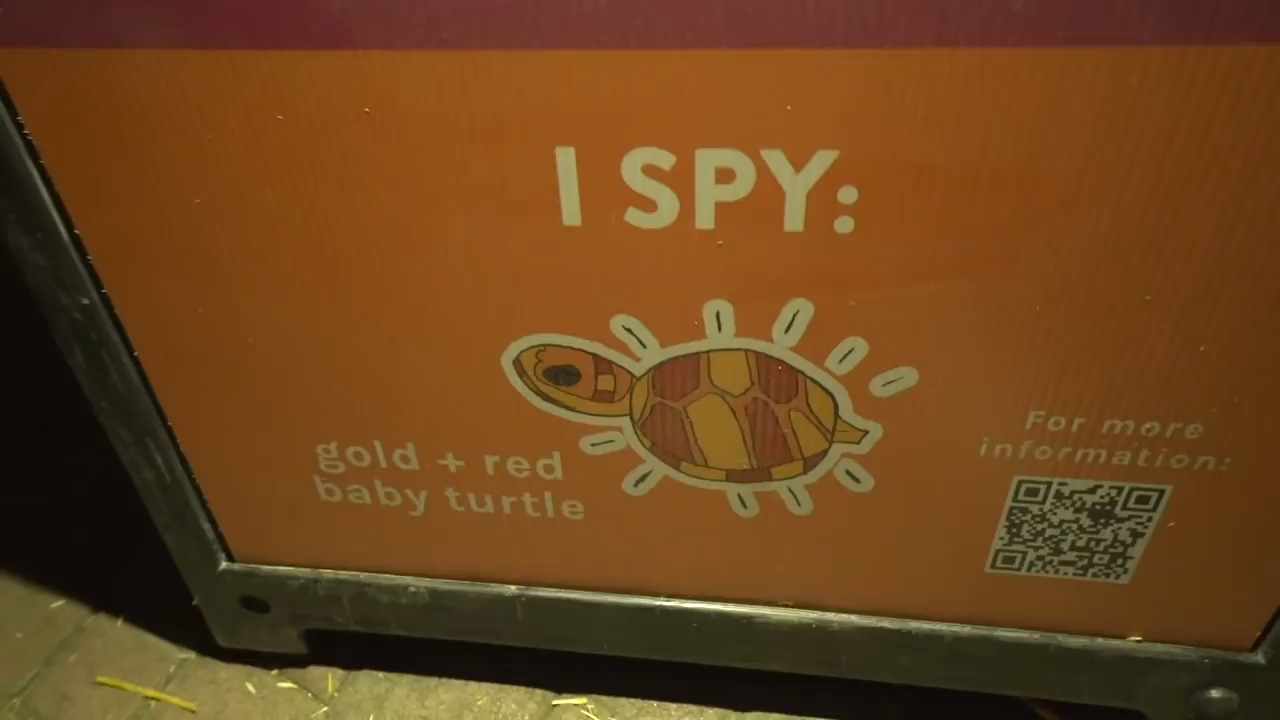 I SPY:
gold + red
baby turtle
For more
information: